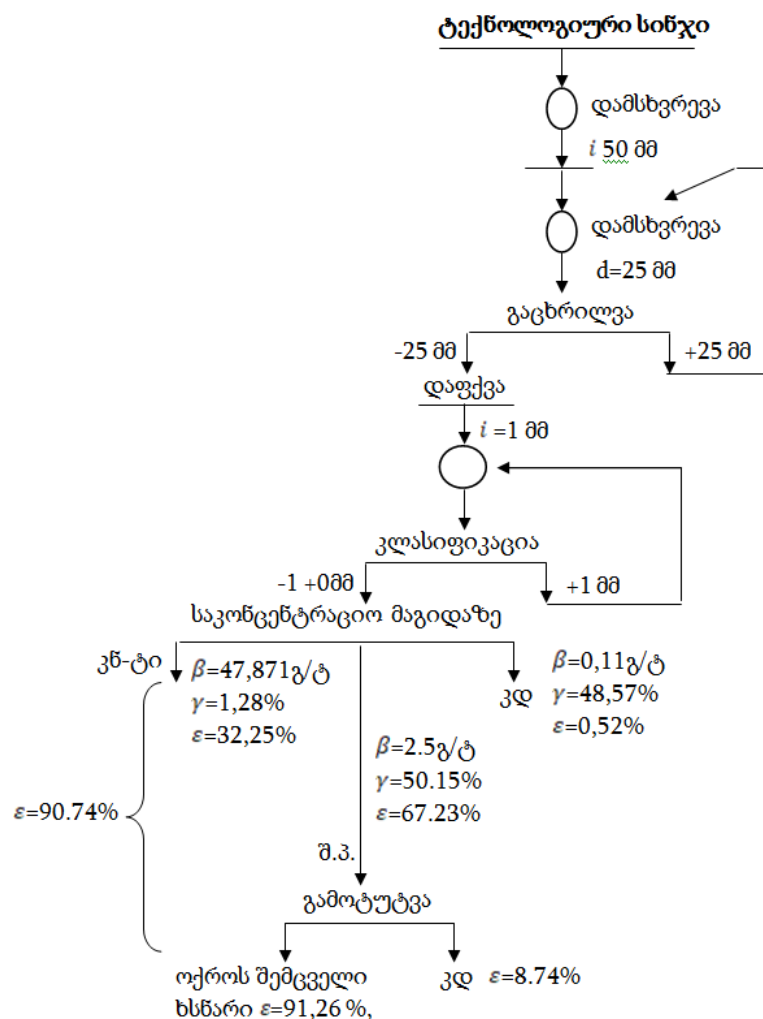 ტექნოლოგიური სინჯი
დამსხვრევა
i 50 მმ
დამსხვრევა
d=25 მმ
გაცხრილვა
-25 მმ
+25 მმ
დაფქვა
i =1 მმ
კლასიფიკაცია
-1 +0მმ
+1 მმ
საკონცენტრაციო მაგიდაზე
კნ-ტი
β=47,871გ/ტ
γ=1,28%
ε=32,25%
კდ
β=0,11გ/ტ
γ=48,57%
ε=0,52%
β=2.5გ/ტ
γ=50.15%
ε=67.23%
ε=90.74%
შ.პ.
გამოტუტვა
ოქროს შემცველი
ხსნარი ε=91,26 %,
კდ ε=8.74%